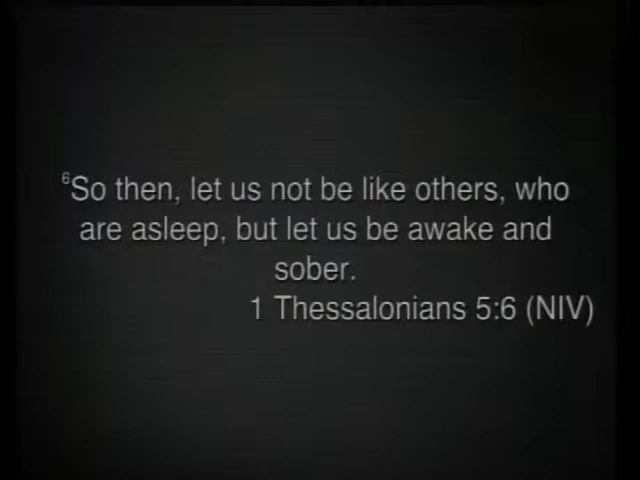 ⁶So then, let us not be like others, who
are asleep, but let us be awake and
sober.
1 Thessalonians 5:6 (NIV)